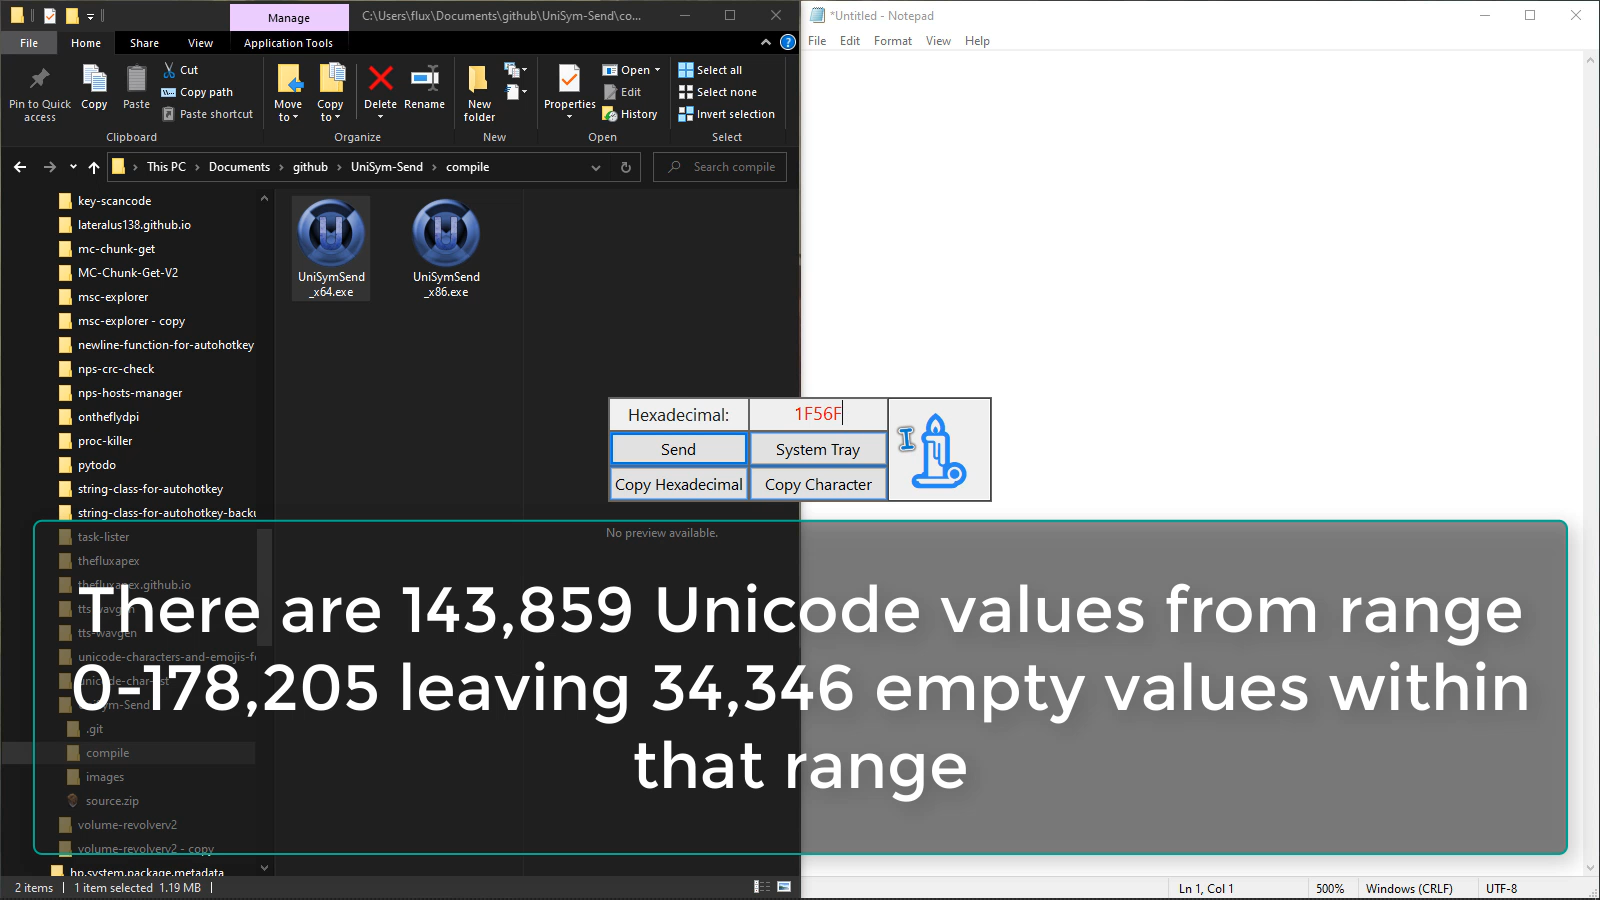 Manage
C:\Users\flux\Documents\github\UniSym-Send\co...
File
Home
Share
View
Application Tools
Pin to Quick access
Copy
Paste
Cut
Copy path
Paste shortcut
Clipboard
Move to
Copy to
Delete
Rename
Organize
New folder
New
Properties
Open
Edit
History
Open
Select all
Select none
Invert selection
Select
This PC
Documents
github
UniSym-Send
compile
Search compile
key-scancode
lateralus138.github.io
mc-chunk-get
MC-Chunk-Get-V2
msc-explorer
msc-explorer - copy
newline-function-for-autohotkey
nps-crc-check
nps-hosts-manager
ontheflydpi
proc-killer
pytodo
string-class-for-autohotkey
string-class-for-autohotkey-backu
task-lister
thefluxapex
thefluxapex.github.io
tts-wavgen
unicode-characters-and-emojis-f
.git
compile
images
source.zip
volume-revolverv2
volume-revolverv2 - copy
hp.system.package.metadata
UniSymSend
_x64.exe
UniSymSend
_x86.exe
No preview available.
2 items
1 item selected 1.19 MB
*Untitled - Notepad
File
Edit
Format
View
Help
Hexadecimal:
1F56F
Send
System Tray
Copy Hexadecimal
Copy Character
There are 143,859 Unicode values from range
0-178,205 leaving 34,346 empty values within
that range
Ln 1, Col 1
500%
Windows (CRLF)
UTF-8